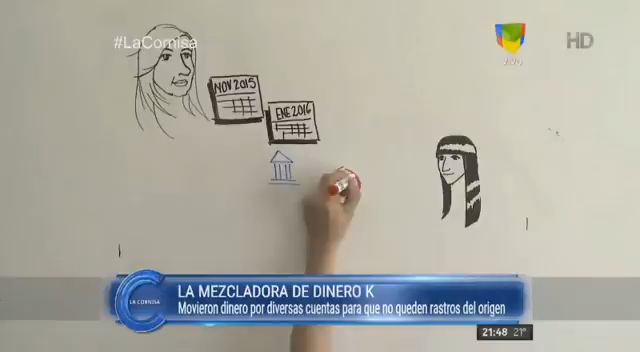 #LaCornisa
VIVO
HD
NOV 2015
ENE 2016
LA CORNISA
LA MEZCLADORA DE DINERO K
Movieron dinero por diversas cuentas para que no queden rastros del origen
21:48 21°